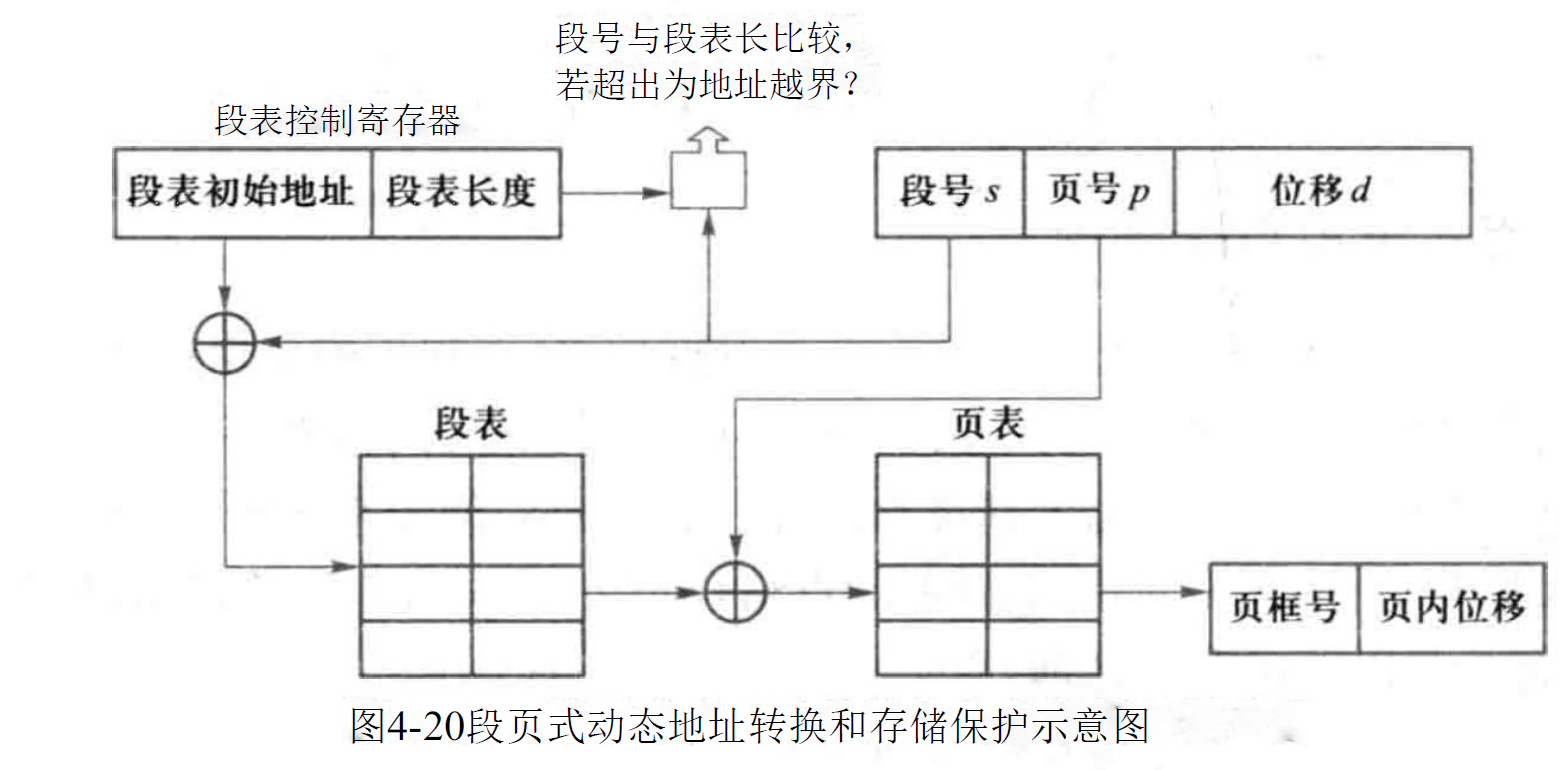 段号与段表长比较，
若超出为地址越界？
段表控制寄存器
段表初始地址 段表长度
段号 s 页号 p 位移 d
段表 页表
页框号 页内位移
图4-20段页式动态地址转换和存储保护示意图